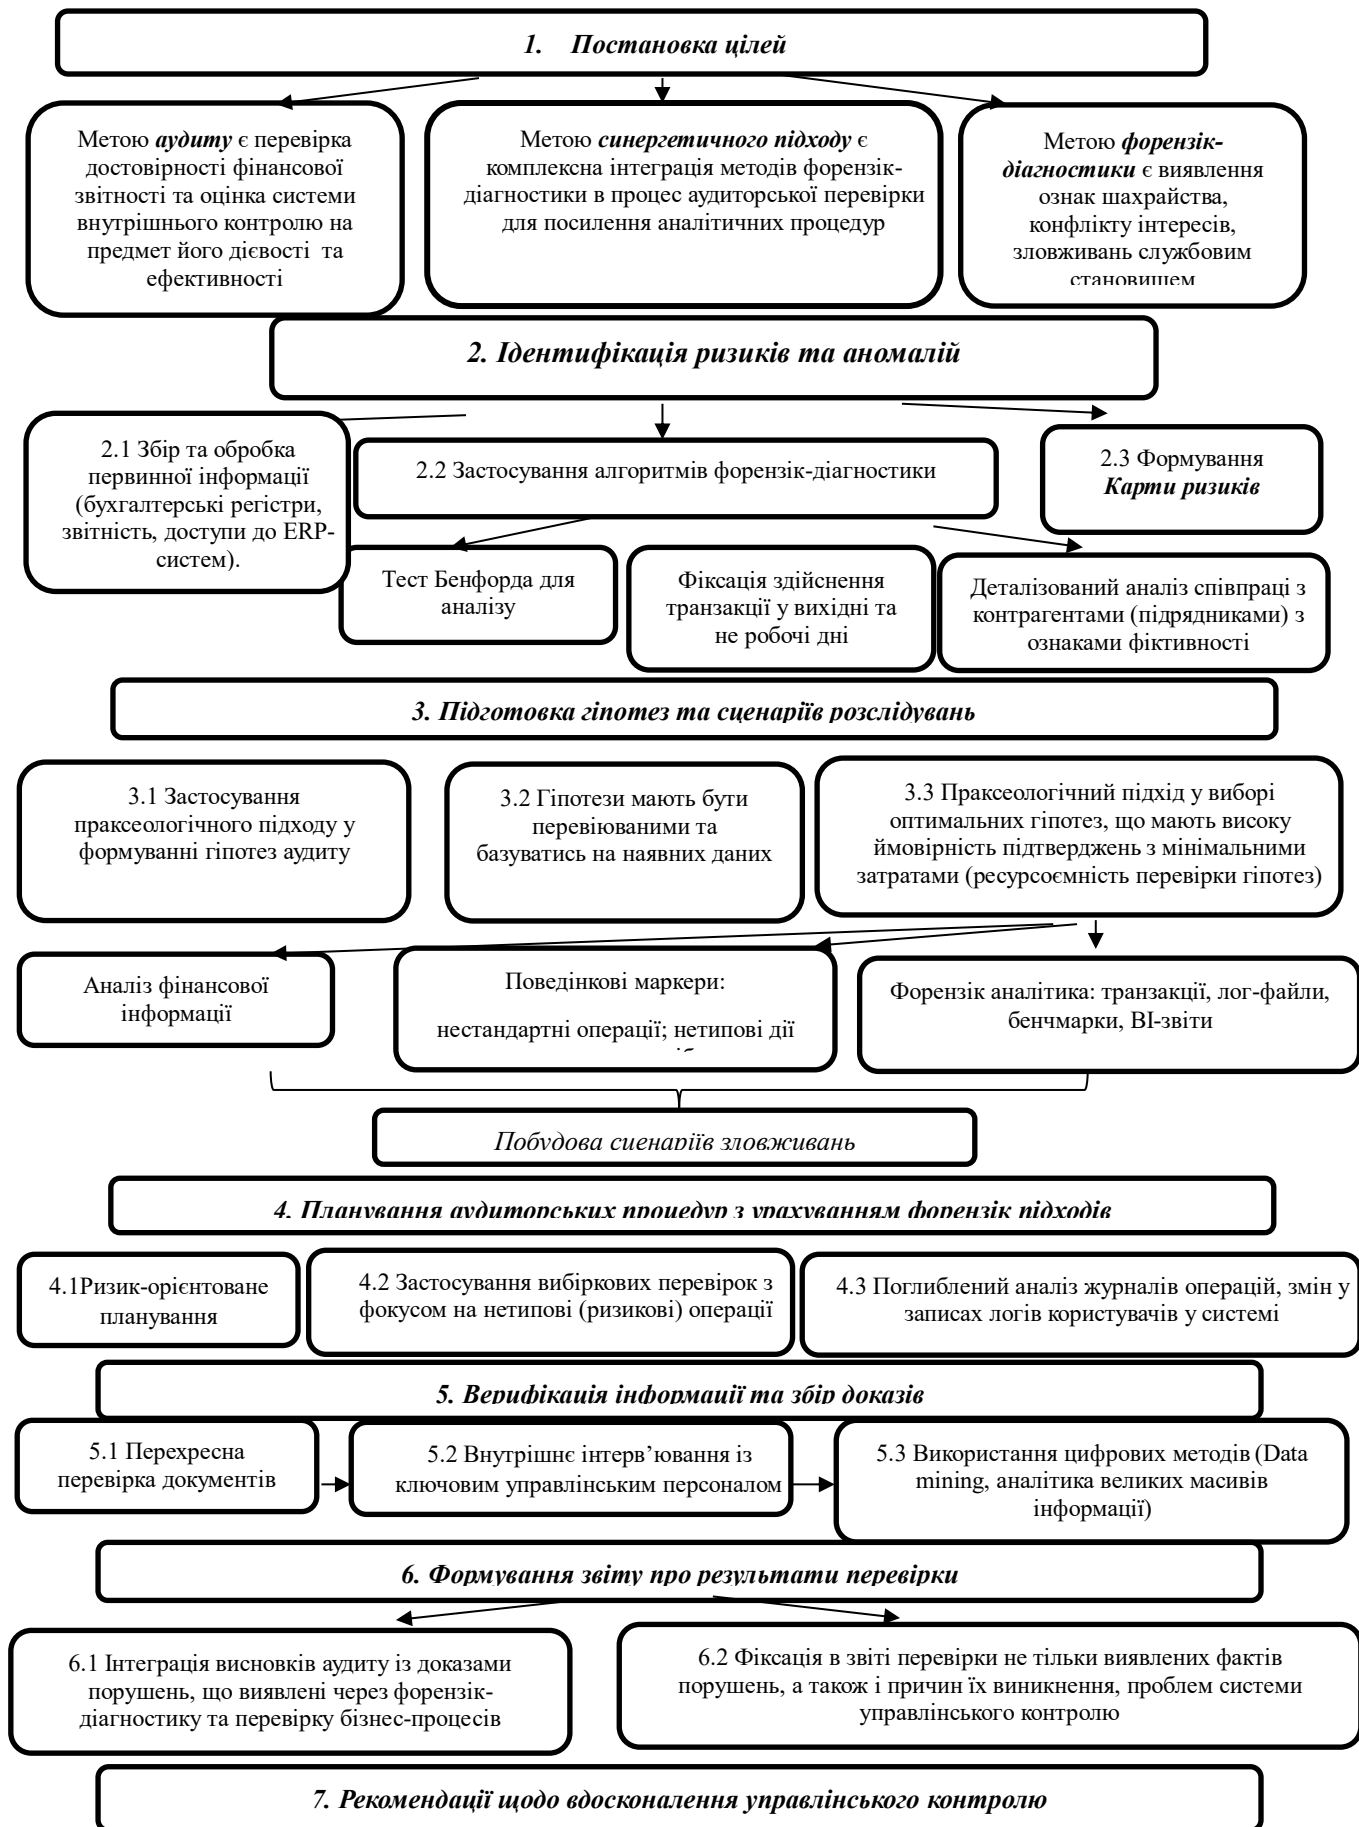 1. Постановка цілей
Метою аудиту є перевірка
достовірності фінансової
звітності та оцінка системи
внутрішнього контролю на
предмет його дієвості та
ефективності
Метою синергетичного підходу є
комплексна інтеграція методів форензік-
діагностики в процес аудиторської перевірки
для посилення аналітичних процедур
Метою форензік-
діагностики є виявлення
ознак шахрайства,
конфлікту інтересів,
зловживань службовим
становищем
2. Ідентифікація ризиків та аномалій
2.1 Збір та обробка
первинної інформації
(бухгалтерські регістри,
звітність, доступи до ERP-
систем).
2.2 Застосування алгоритмів форензік-діагностики
2.3 Формування
Карти ризиків
Тест Бенфорда для
аналізу
Фіксація здійснення
транзакції у вихідні та
не робочі дні
Деталізований аналіз співпраці з
контрагентами (підрядниками) з
ознаками фіктивності
3. Підготовка гіпотез та сценаріїв розслідувань
3.1 Застосування
праксеологічного підходу у
формуванні гіпотез аудиту
3.2 Гіпотези мають бути
перевіюваними та
базуватись на наявних даних
3.3 Праксеологічний підхід у виборі
оптимальних гіпотез, що мають високу
ймовірність підтверджень з мінімальними
затратами (ресурсоємність перевірки гіпотез)
Аналіз фінансової
інформації
Поведінкові маркери:
нестандартні операції; нетипові дії
Форензік аналітика: транзакції, лог-файли,
бенчмарки, BI-звіти
Побудова сценаріїв зловживань
4. Планування аудиторських процедур з урахуванням форензік підходів
4.1Ризик-орієнтоване
планування
4.2 Застосування вибіркових перевірок з
фокусом на нетипові (ризикові) операції
4.3 Поглиблений аналіз журналів операцій, змін у
записах логів користувачів у системі
5. Верифікація інформації та збір доказів
5.1 Перехресна
перевірка документів
5.2 Внутрішнє інтерв’ювання із
ключовим управлінським персоналом
5.3 Використання цифрових методів (Data
mining, аналітика великих масивів
інформації)
6. Формування звіту про результати перевірки
6.1 Інтеграція висновків аудиту із доказами
порушень, що виявлені через форензік-
діагностику та перевірку бізнес-процесів
6.2 Фіксація в звіті перевірки не тільки виявлених фактів
порушень, а також і причин їх виникнення, проблем системи
управлінського контролю
7. Рекомендації щодо вдосконалення управлінського контролю